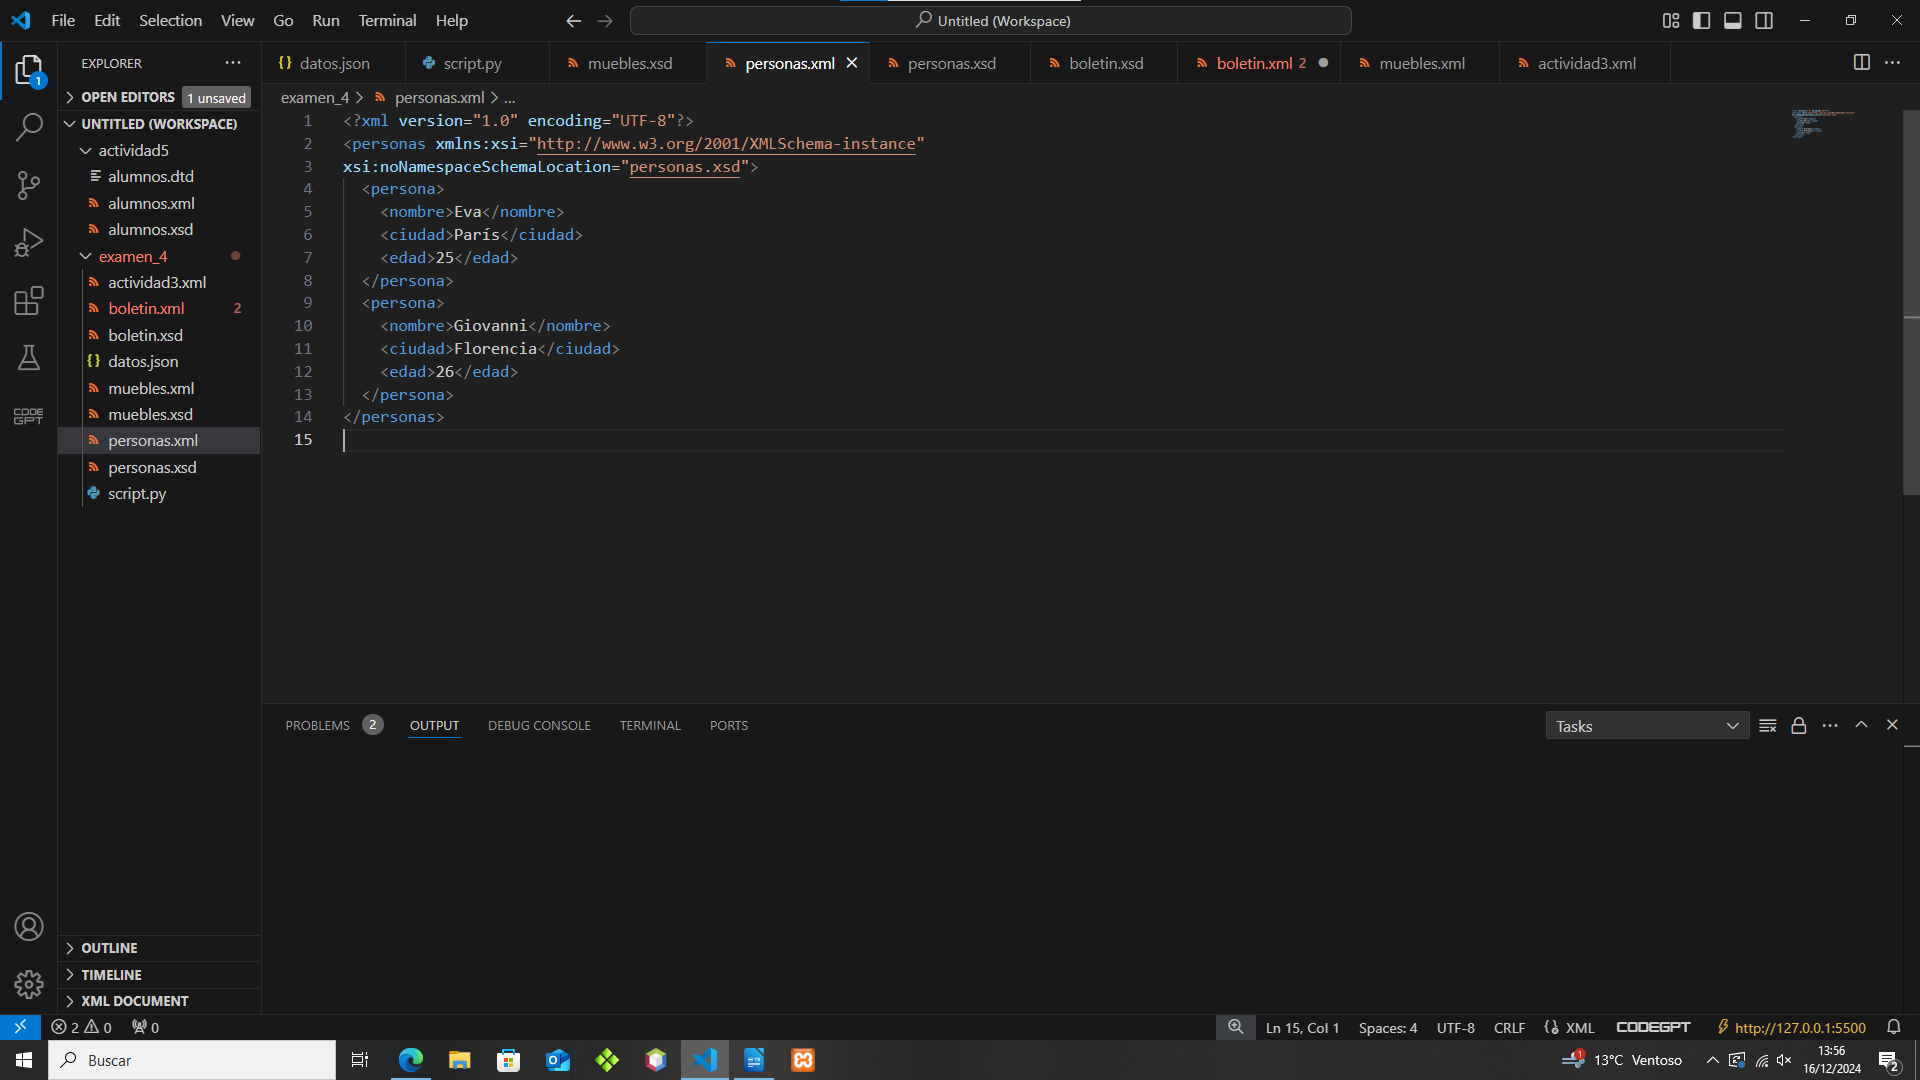 File Edit Selection View Go Run Terminal Help
Untitled (Workspace)
EXPLORER
datos.json script.py muebles.xsd personas.xml personas.xsd boletin.xsd boletin.xml 2 muebles.xml actividad3.xml
OPEN EDITORS 1 unsaved
UNTITLED (WORKSPACE)
actividad5
alumnos.dtd
alumnos.xml
alumnos.xsd
examen_4
actividad3.xml
boletin.xml 2
boletin.xsd
datos.json
muebles.xml
muebles.xsd
personas.xml
personas.xsd
script.py
OUTLINE
TIMELINE
XML DOCUMENT
1
CODE
GPT
examen_4 > personas.xml > ...
1 <?xml version="1.0" encoding="UTF-8"?>
2 <personas xmlns:xsi="http://www.w3.org/2001/XMLSchema-instance"
3 xsi:noNamespaceSchemaLocation="personas.xsd">
4 <persona>
5 <nombre>Eva</nombre>
6 <ciudad>París</ciudad>
7 <edad>25</edad>
8 </persona>
9 <persona>
10 <nombre>Giovanni</nombre>
11 <ciudad>Florencia</ciudad>
12 <edad>26</edad>
13 </persona>
14 </personas>
15
PROBLEMS 2 OUTPUT DEBUG CONSOLE TERMINAL PORTS
Tasks
2 0 0
Ln 15, Col 1 Spaces: 4 UTF-8 CRLF XML CODEGPT http://127.0.0.1:5500
Buscar
1 13°C Ventoso
13:56
16/12/2024
2